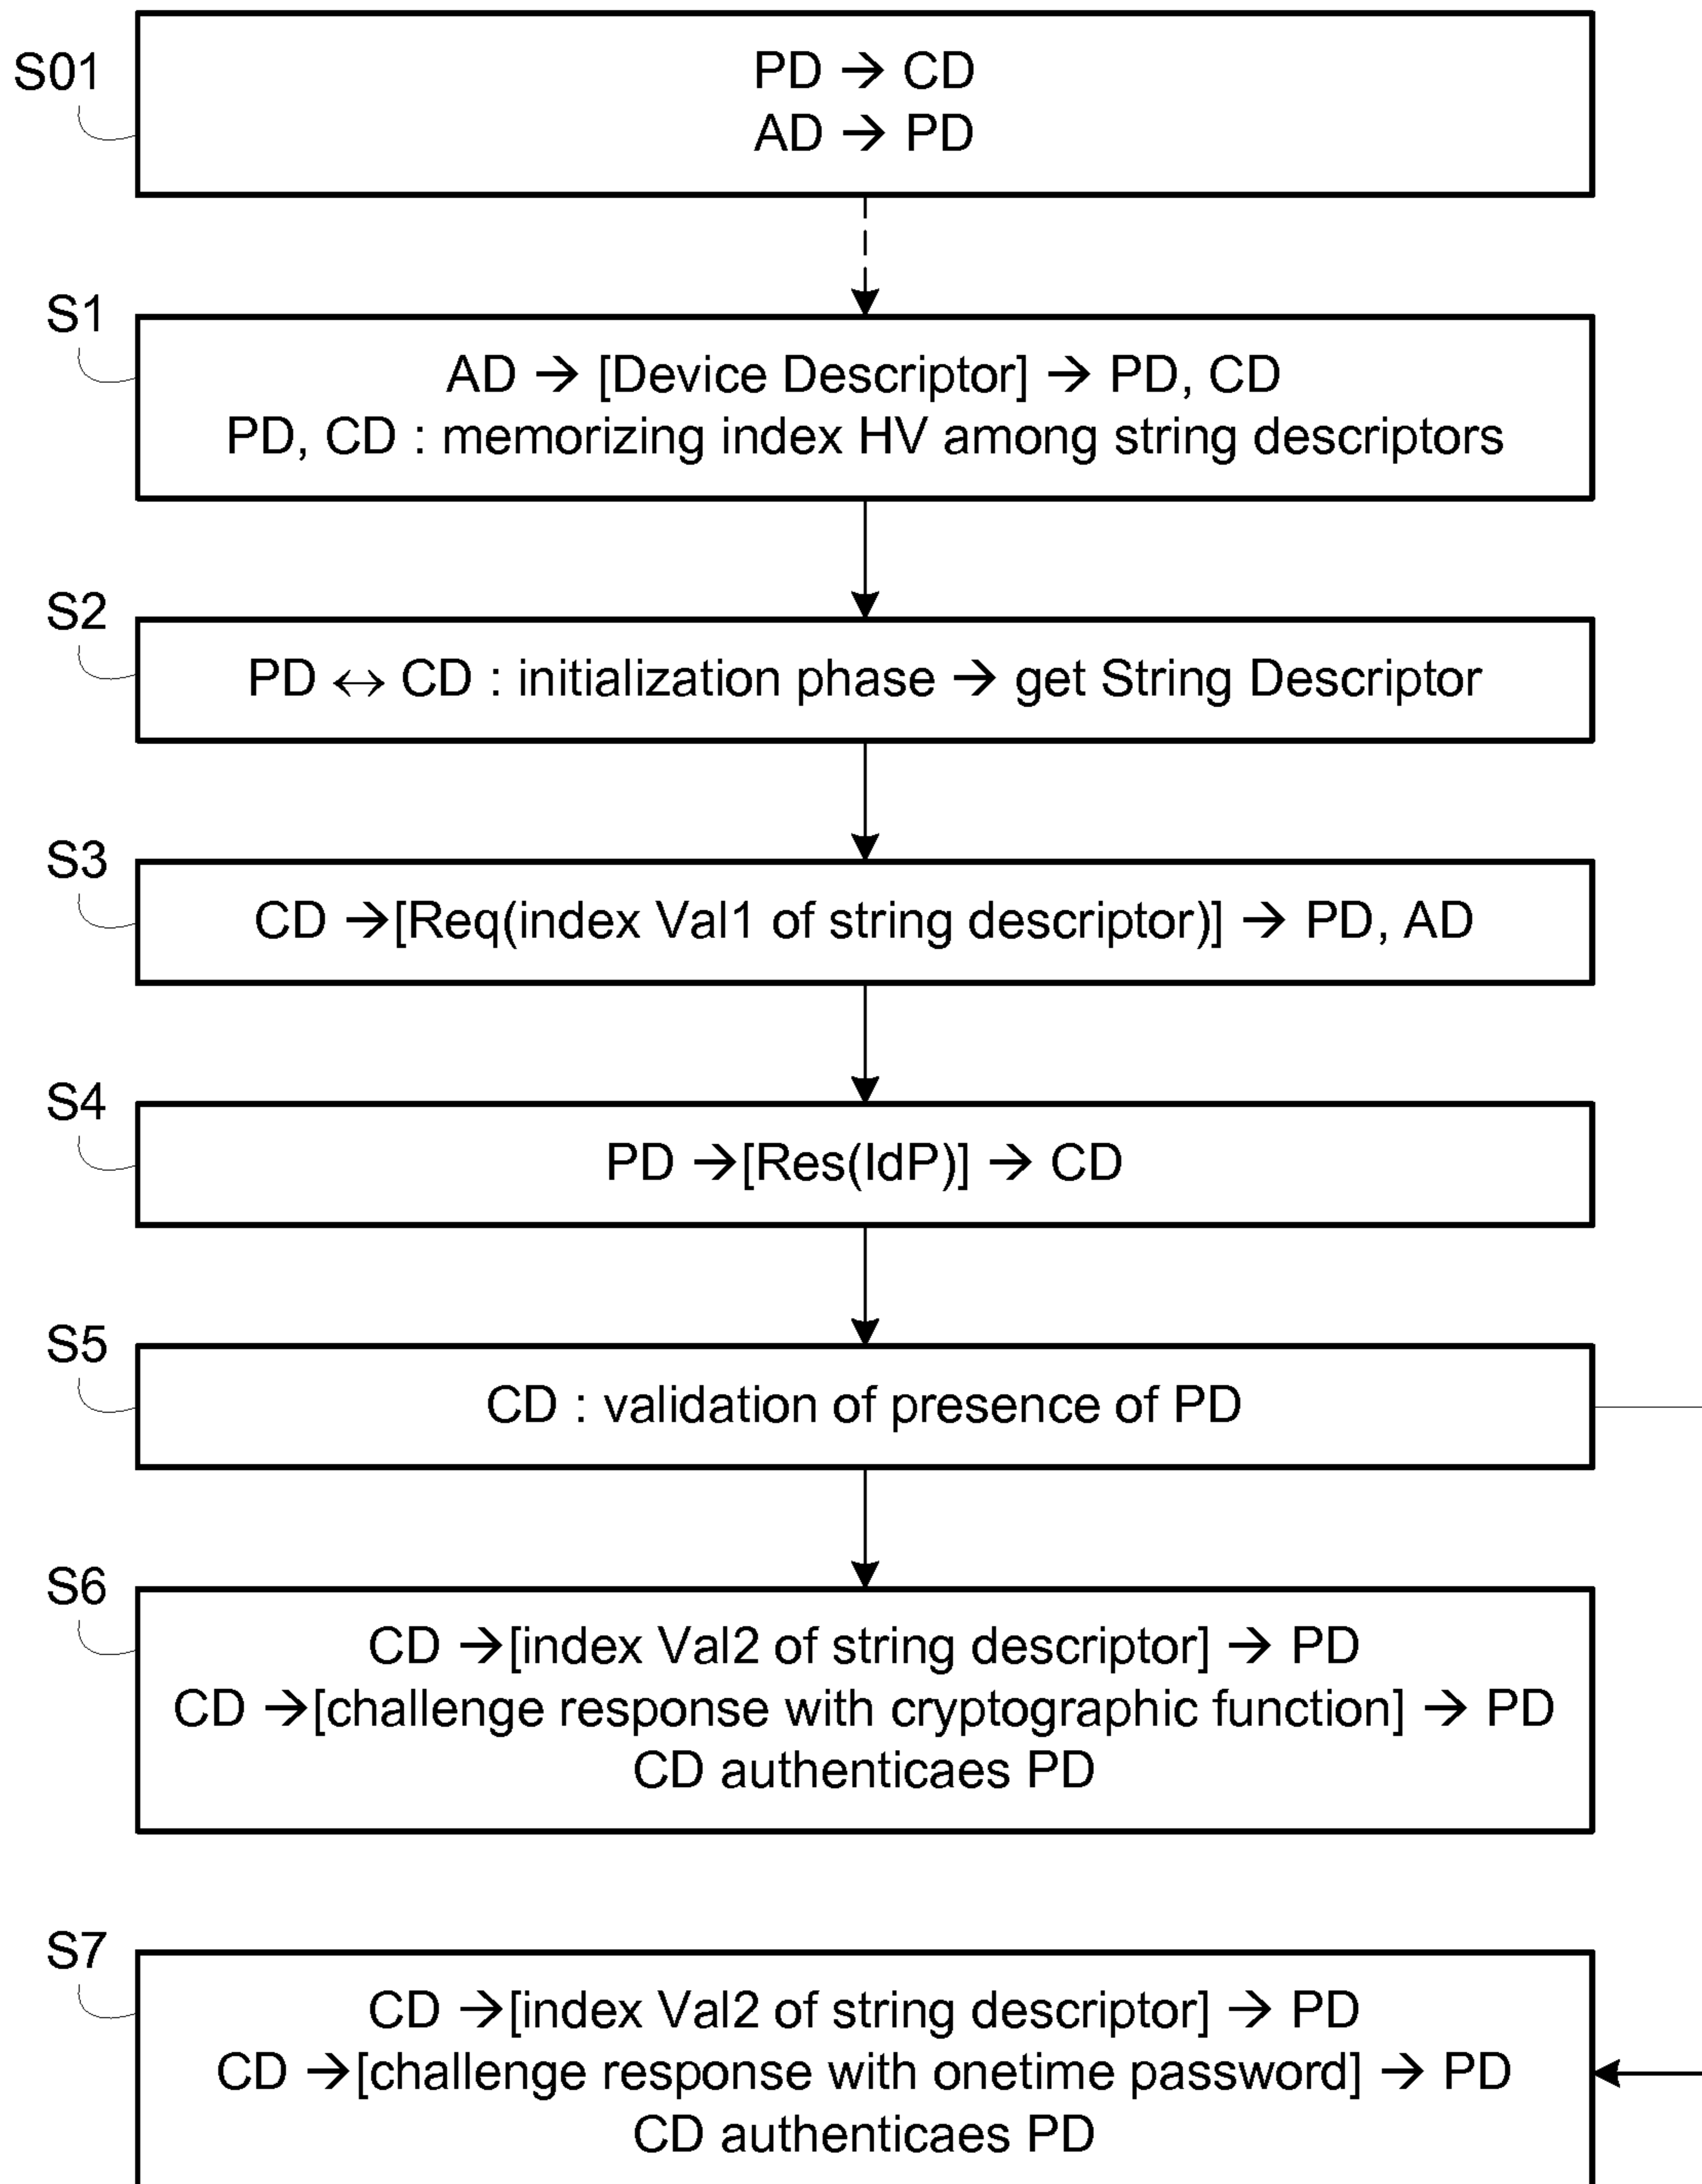 S01
PD → CD
AD → PD
S1
AD → [Device Descriptor] → PD, CD
PD, CD : memorizing index HV among string descriptors
S2
PD ↔ CD : initialization phase → get String Descriptor
S3
CD →[Req(index Val1 of string descriptor)] → PD, AD
S4
PD →[Res(IdP)] → CD
S5
CD : validation of presence of PD
S6
CD →[index Val2 of string descriptor] → PD
CD →[challenge response with cryptographic function] → PD
CD authenticaes PD
S7
CD →[index Val2 of string descriptor] → PD
CD →[challenge response with onetime password] → PD
CD authenticaes PD